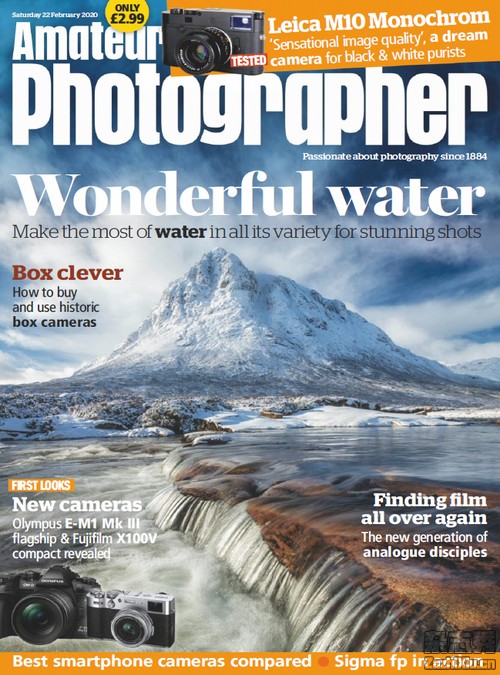 Saturday 22 February 2020
ONLY
£2.99
Leica M10 Monochrom
'Sensational image quality', a dream
camera for black & white purists
TESTED
Amateur
Photographer
Passionate about photography since 1884
Wonderful water
Make the most of water in all its variety for stunning shots
Box clever
How to buy
and use historic
box cameras
FIRST LOOKS
New cameras
Olympus E-M1 Mk III
flagship & Fujifilm X100V
compact revealed
OLYMPUS
Finding film
all over again
The new generation of
analogue disciples
Best smartphone cameras compared ● Sigma fp in action